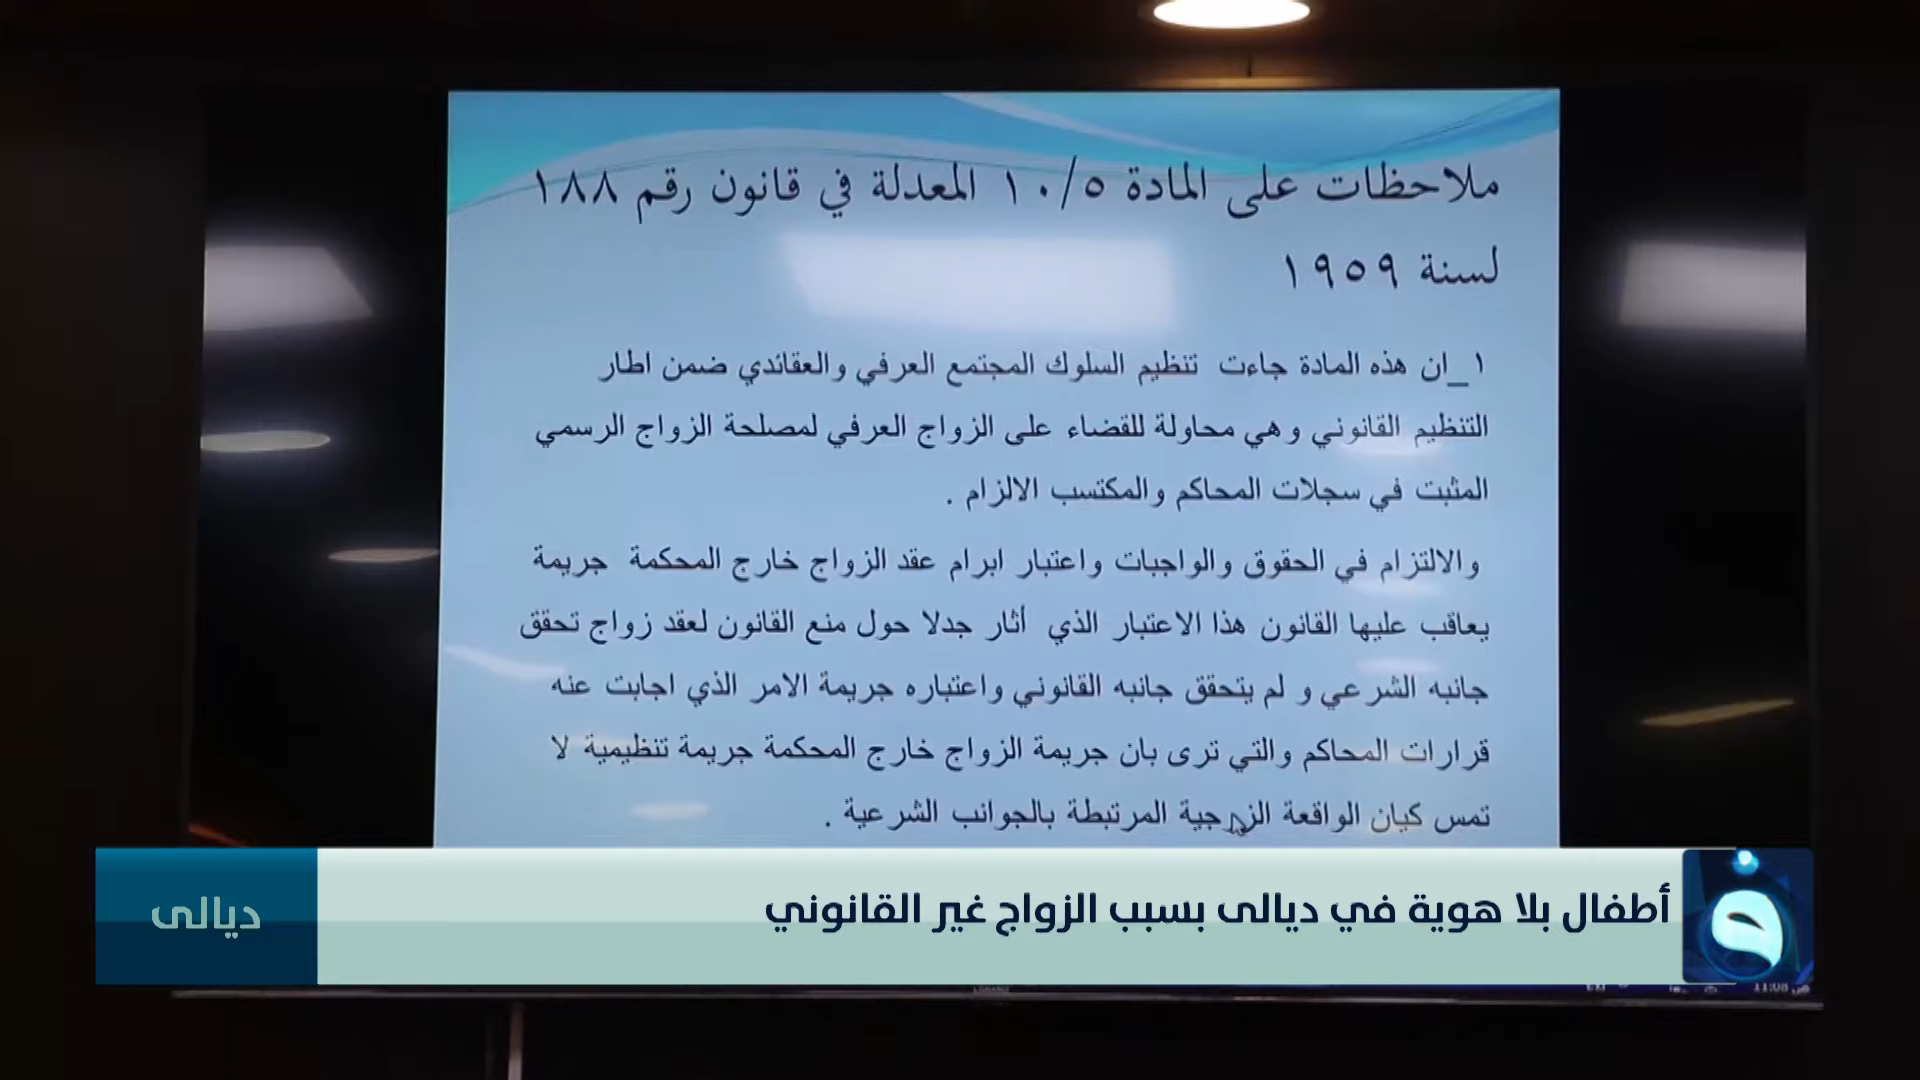 ملاحظات على المادة ١٠/٥ المعدلة في قانون رقم ١٨٨
لسنة ١٩٥٩
١_ان هذه المادة جاءت تنظيم السلوك المجتمع العرفي والعقائدي ضمن اطار
التنظيم القانوني وهي محاولة للقضاء على الزواج العرفي لمصلحة الزواج الرسمي
المثبت في سجلات المحاكم والمكتسب الالزام .
والالتزام في الحقوق والواجبات واعتبار ابرام عقد الزواج خارج المحكمة جريمة
يعاقب عليها القانون هذا الاعتبار الذي أثار جدلا حول منع القانون لعقد زواج تحقق
جانبه الشرعي و لم يتحقق جانبه القانوني واعتباره جريمة الامر الذي اجابت عنه
قرارات المحاكم والتي ترى بان جريمة الزواج خارج المحكمة جريمة تنظيمية لا
تمس كيان الواقعة الزوجية المرتبطة بالجوانب الشرعية .
أطفال بلا هوية في ديالى بسبب الزواج غير القانوني
ديالى